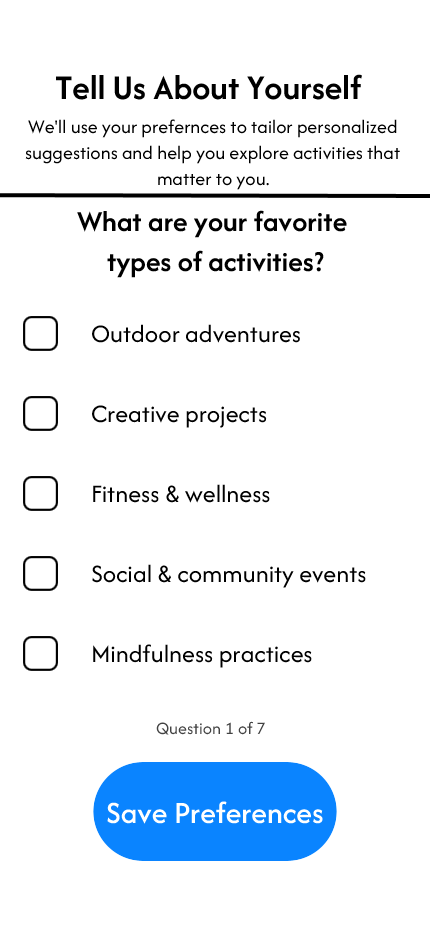 Tell Us About Yourself
We'll use your prefernces to tailor personalized
suggestions and help you explore activities that
matter to you.
What are your favorite
types of activities?
Outdoor adventures
Creative projects
Fitness & wellness
Social & community events
Mindfulness practices
Question 1 of 7
Save Preferences